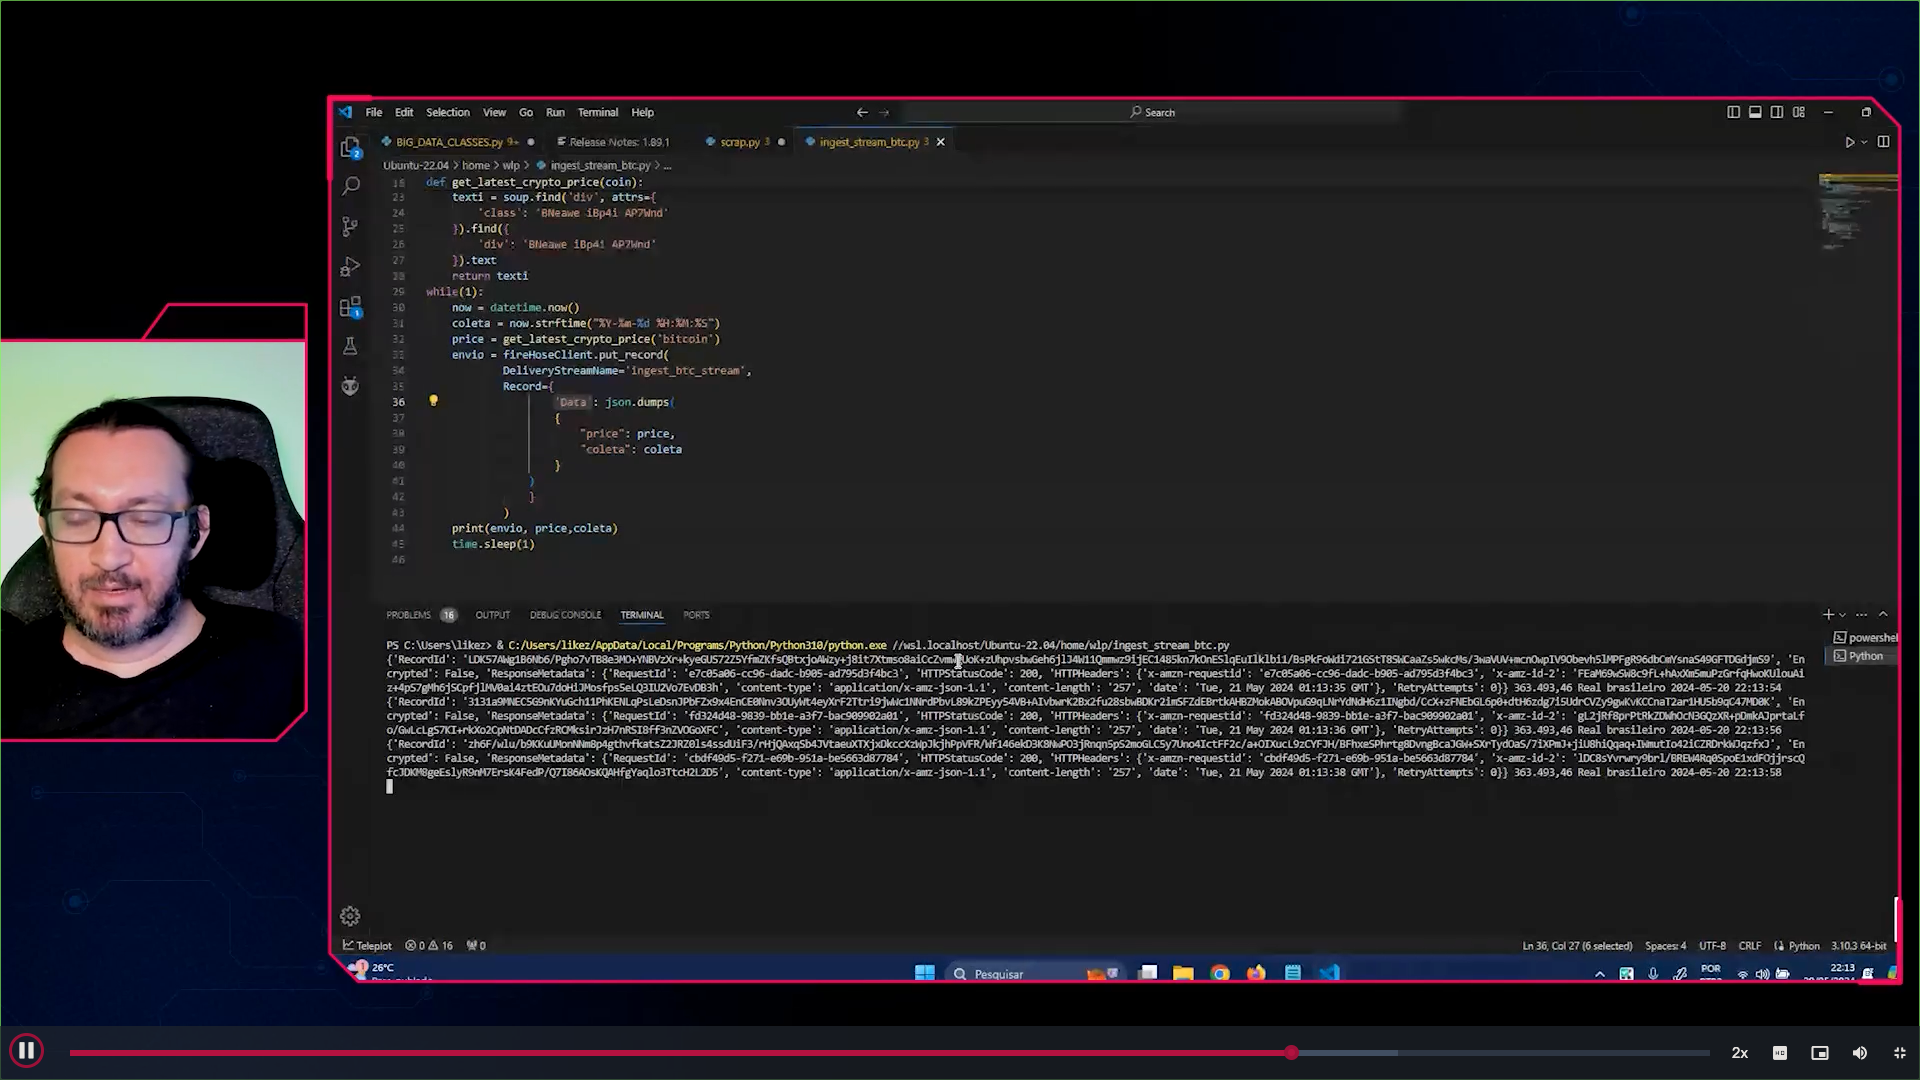 File Edit Selection View Go Run Terminal Help
Search
BIG_DATA_CLASSES.py 9+
Release Notes: 1.89.1
scrap.py 3
ingest_stream_btc.py 3
Ubuntu-22.04 > home > wlp > ingest_stream_btc.py > ...
def get_latest_crypto_price(coin):
23 texti = soup.find('div', attrs={
24 'class': 'BNeawe iBp4i AP7Wnd'
25 }).find({
26 'div': 'BNeawe iBp4i AP7Wnd'
27 }).text
28 return texti
29 while(1):
30 now = datetime.now()
31 coleta = now.strftime("%Y-%m-%d %H:%M:%S")
32 price = get_latest_crypto_price('bitcoin')
33 envio = fireHoseClient.put_record(
34 DeliveryStreamName='ingest_btc_stream',
35 Record={
36 'Data': json.dumps(
37 {
38 "price": price,
39 "coleta": coleta
40 }
41 )
42 }
43 )
44 print(envio, price,coleta)
45 time.sleep(1)
46
PROBLEMS 16 OUTPUT DEBUG CONSOLE TERMINAL PORTS
powershel
Python
PS C:\Users\likez> & C:/Users/likez/AppData/Local/Programs/Python/Python310/python.exe //wsl.localhost/Ubuntu-22.04/home/wlp/ingest_stream_btc.py
{'RecordId': 'En
crypted': False, 'ResponseMetadata': {'RequestId': 'e7c05a06-cc96-dadc-b905-ad795d3f4bc3', 'HTTPStatusCode': 200, 'HTTPHeaders': {'x-amzn-requestid': 'e7c05a06-cc96-dadc-b905-ad795d3f4bc3', 'x-amz-id-2':
'content-type': 'application/x-amz-json-1.1', 'content-length': '257', 'date': 'Tue, 21 May 2024 01:13:35 GMT'}, 'RetryAttempts': 0}} 363.493,46 Real brasileiro 2024-05-20 22:13:54
{'RecordId': 'En
crypted': False, 'ResponseMetadata': {'RequestId': 'fd324d48-9839-bb1e-a3f7-bac909902a01', 'HTTPStatusCode': 200, 'HTTPHeaders': {'x-amzn-requestid': 'fd324d48-9839-bb1e-a3f7-bac909902a01', 'x-amz-id-2':
'content-type': 'application/x-amz-json-1.1', 'content-length': '257', 'date': 'Tue, 21 May 2024 01:13:36 GMT'}, 'RetryAttempts': 0}} 363.493,46 Real brasileiro 2024-05-20 22:13:56
{'RecordId': 'En
crypted': False, 'ResponseMetadata': {'RequestId': 'cbdf49d5-f271-e69b-951a-be5663d87784', 'HTTPStatusCode': 200, 'HTTPHeaders': {'x-amzn-requestid': 'cbdf49d5-f271-e69b-951a-be5663d87784', 'x-amz-id-2':
'content-type': 'application/x-amz-json-1.1', 'content-length': '257', 'date': 'Tue, 21 May 2024 01:13:38 GMT'}, 'RetryAttempts': 0}} 363.493,46 Real brasileiro 2024-05-20 22:13:58
Teleplot 0 16 0
Ln 36, Col 27 (6 selected) Spaces: 4 UTF-8 CRLF Python 3.10.3 64-bit
26°C
Pesquisar
POR
22:13
2x